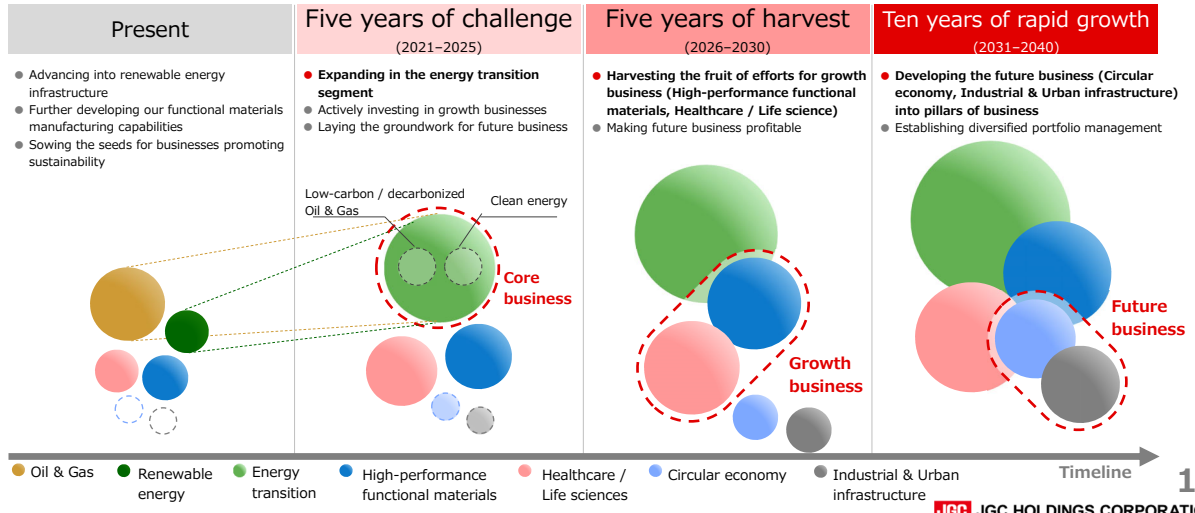 Present
Five years of challenge
(2021–2025)
Five years of harvest
(2026–2030)
Ten years of rapid growth
(2031–2040)
Advancing into renewable energy
infrastructure
Further developing our functional materials
manufacturing capabilities
Sowing the seeds for businesses promoting
sustainability
Expanding in the energy transition
segment
Actively investing in growth businesses
Laying the groundwork for future business
Harvesting the fruit of efforts for growth
business (High-performance functional
materials, Healthcare / Life science)
Making future business profitable
Developing the future business (Circular
economy, Industrial & Urban infrastructure)
into pillars of business
Establishing diversified portfolio management
Low-carbon / decarbonized
Oil & Gas
Clean energy
Core
business
Growth
business
Future
business
Timeline
Oil & Gas
Renewable
energy
Energy
transition
High-performance
functional materials
Healthcare /
Life sciences
Circular economy
Industrial & Urban
infrastructure
1
JGC JGC HOLDINGS CORPORATI